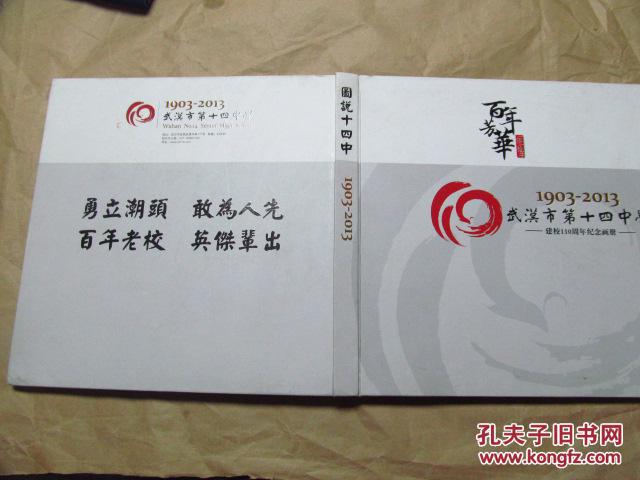 1903-2013
武漢市第十四中
勇立潮頭 敢為人先
百年老校 英傑輩出
圖説十四中
1903-2013
百年
芳華
1903-2013
武漢市第十四中
建校110周年纪念画册
孔夫子旧书网
www.kongfz.com